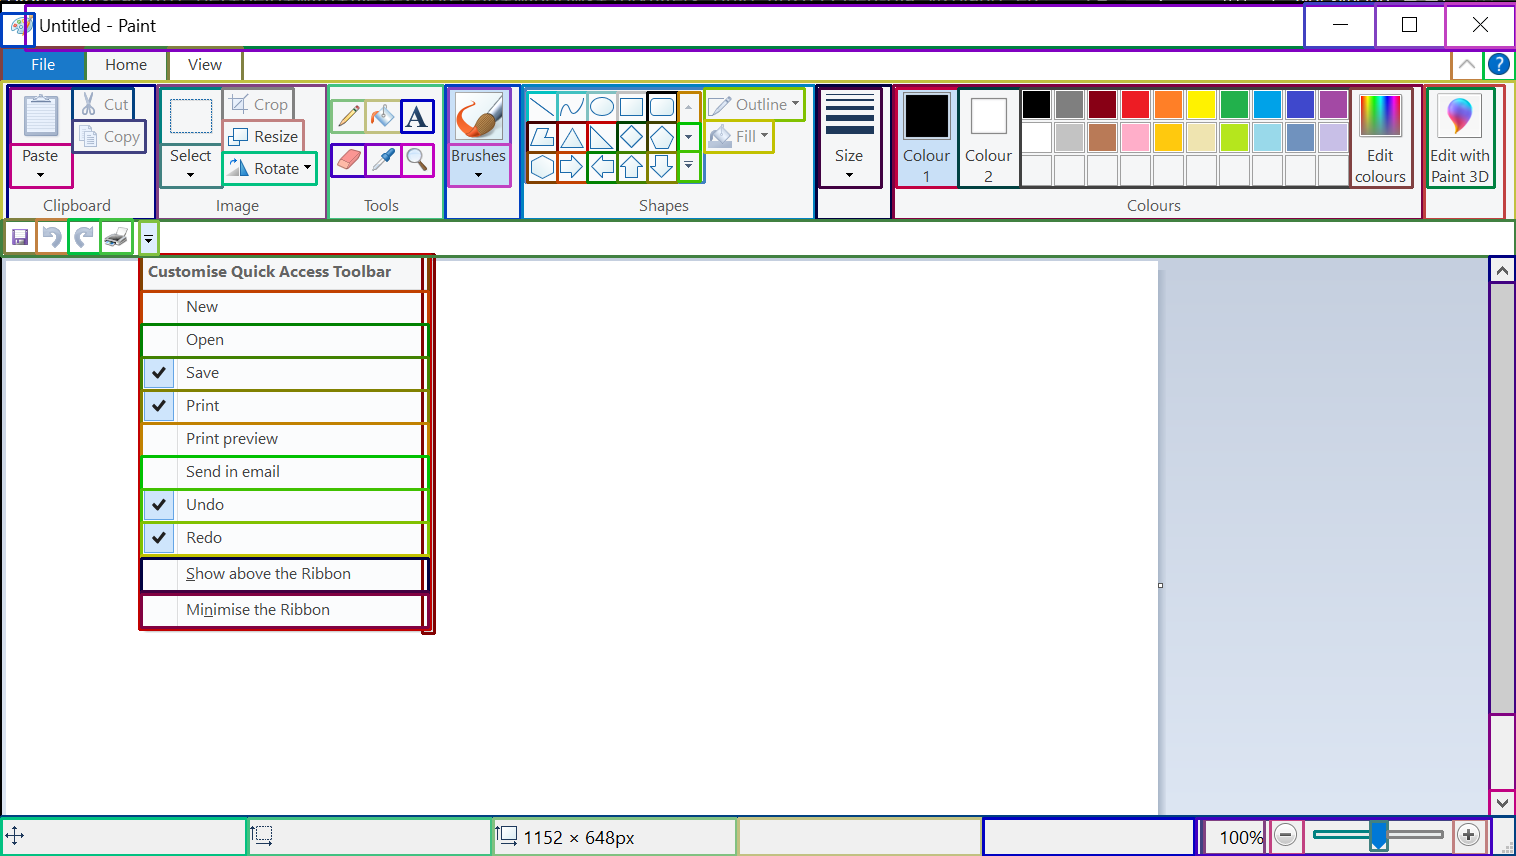 Untitled - Paint
File Home View
Paste
Cut
Copy
Clipboard
Select
Crop
Resize
Rotate
Image
A
Tools
Brushes
Outline
Fill
Shapes
Size
Colour 1
Colour 2
Edit colours
Colours
Edit with Paint 3D
Customise Quick Access Toolbar
New
Open
Save
Print
Print preview
Send in email
Undo
Redo
Show above the Ribbon
Minimise the Ribbon
1152 × 648px
100%